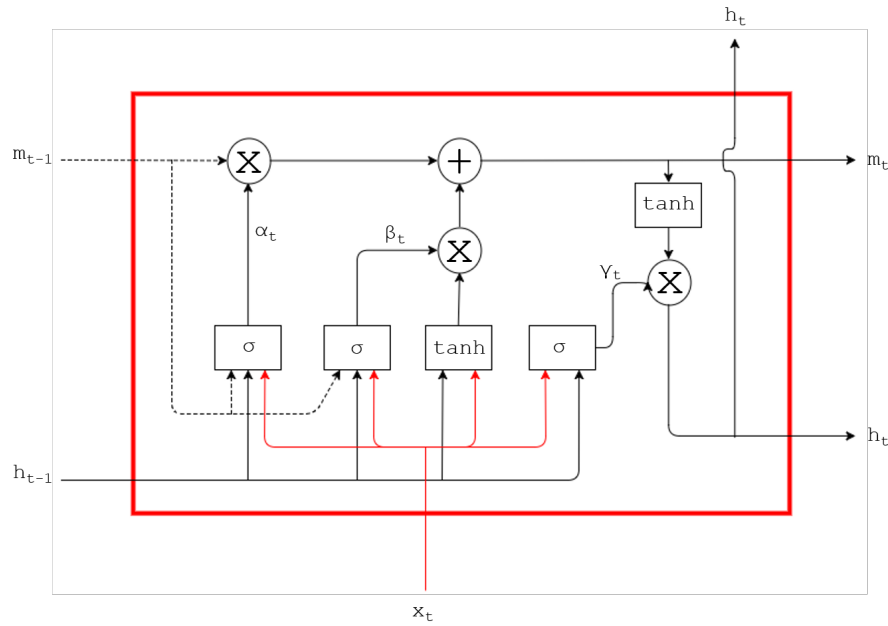 h_t
m_{t-1}
X
+
m_t
tanh
α_t
β_t
X
γ_t
X
σ
σ
tanh
σ
h_t
h_{t-1}
x_t